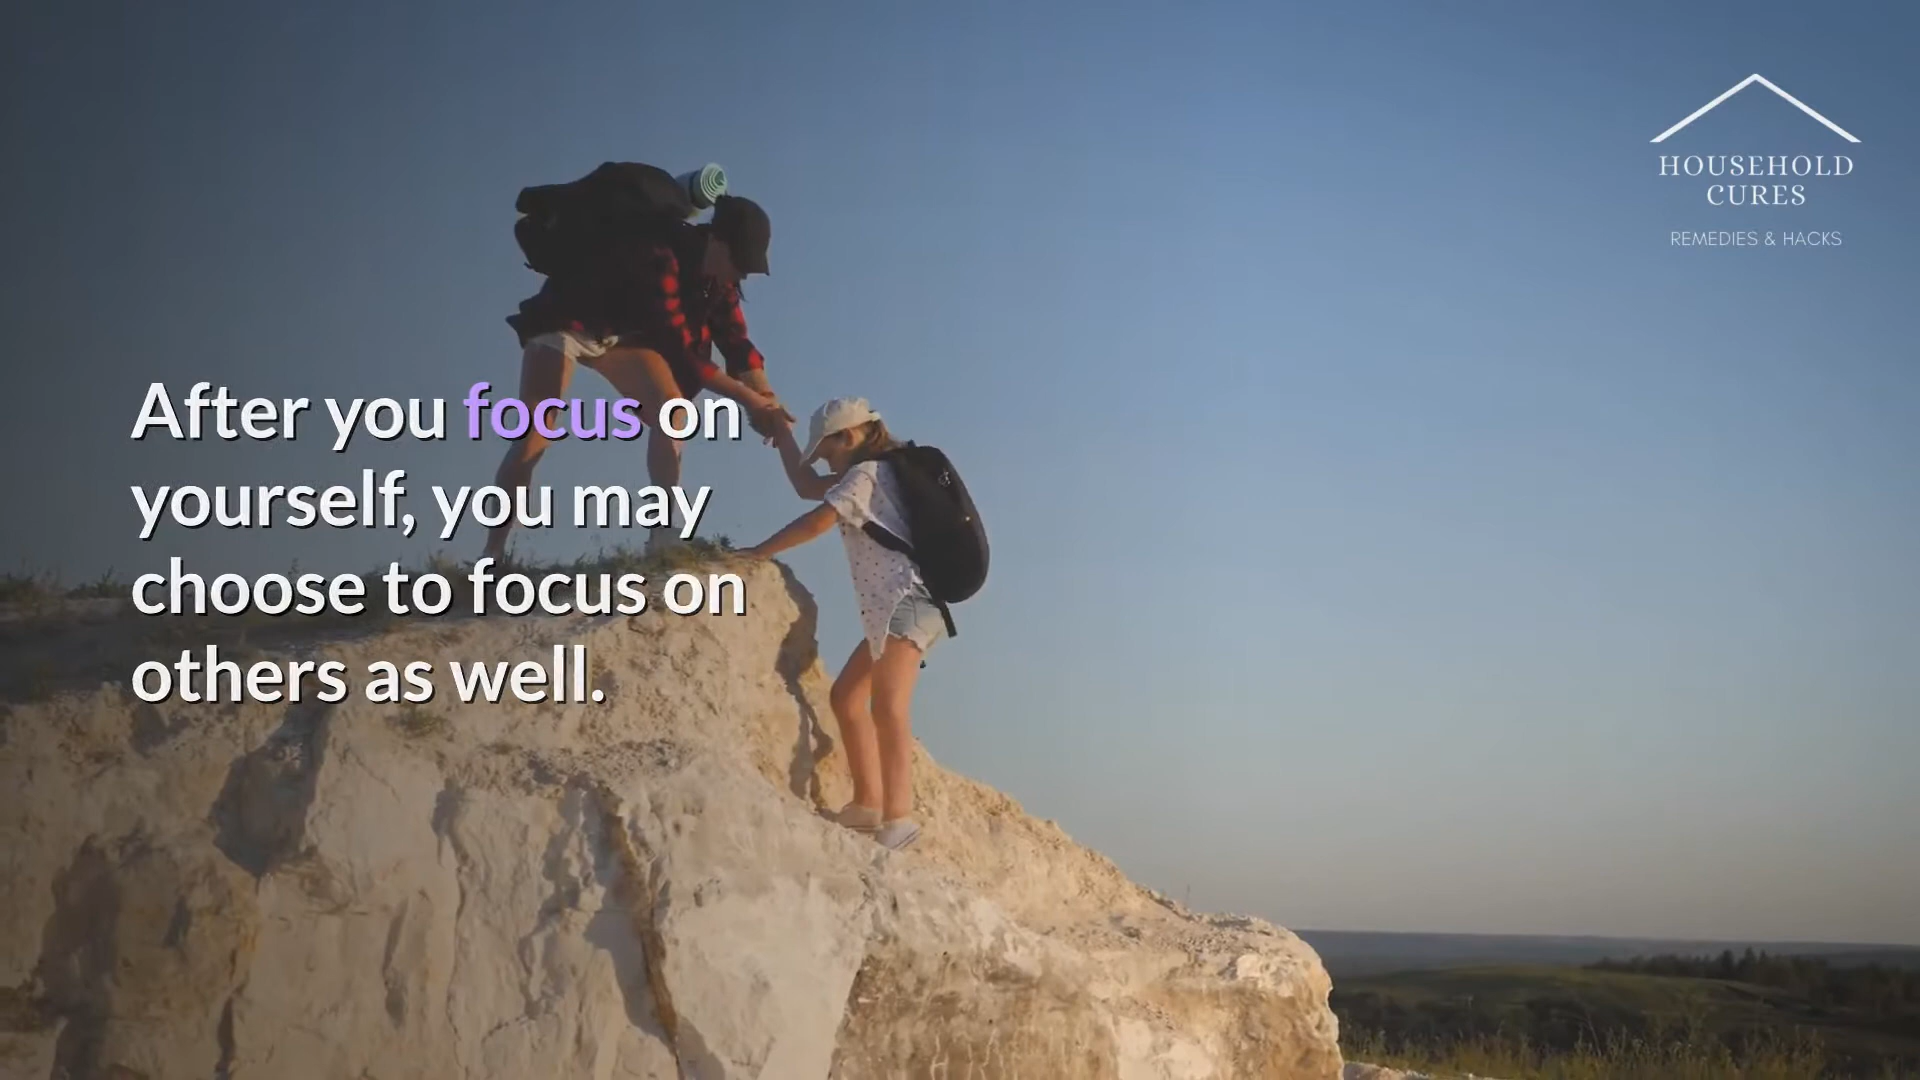 After you focus on
yourself, you may
choose to focus on
others as well.
HOUSEHOLD
CURES
REMEDIES & HACKS